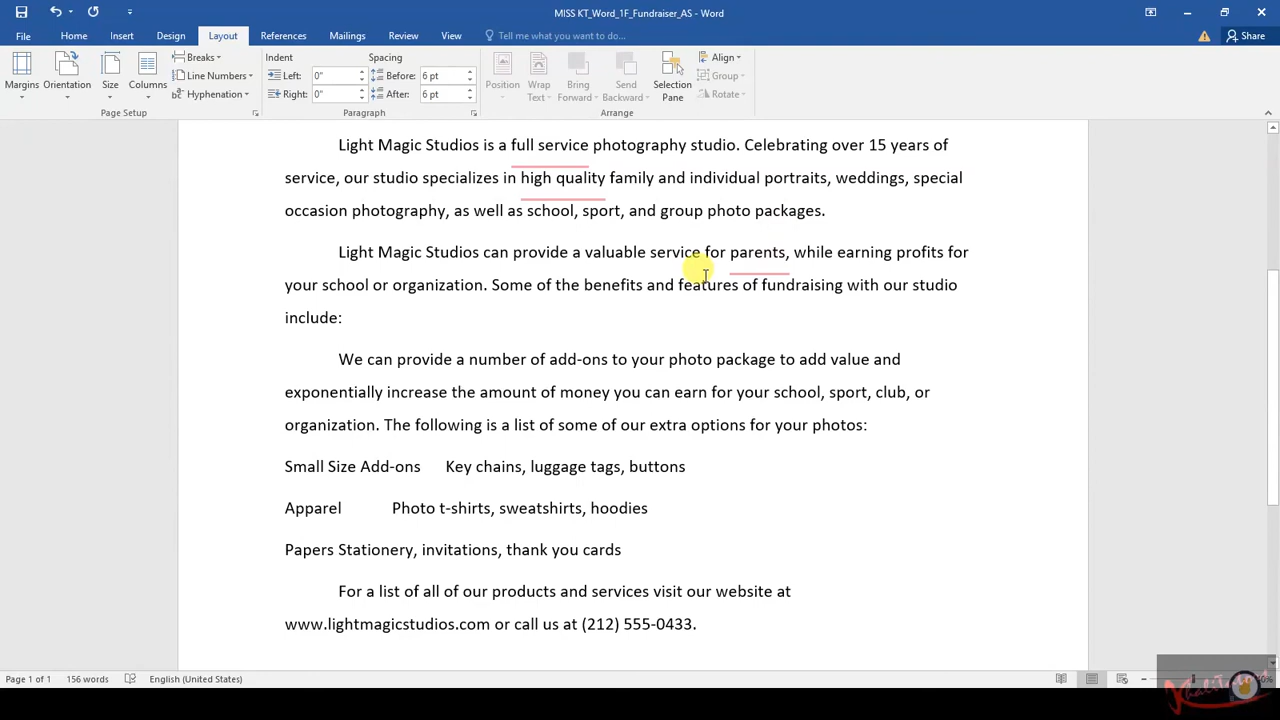 MISS KT_Word_1F_Fundraiser_AS - Word
File Home Insert Design Layout References Mailings Review View Tell me what you want to do... Share
Margins Orientation Size Columns Breaks Line Numbers Hyphenation
Page Setup
Indent Spacing
Left: 0" Before: 6 pt
Right: 0" After: 6 pt
Paragraph
Position Wrap Text Bring Forward Send Backward Selection Pane Align Group Rotate
Arrange
Light Magic Studios is a full service photography studio. Celebrating over 15 years of
service, our studio specializes in high quality family and individual portraits, weddings, special
occasion photography, as well as school, sport, and group photo packages.
Light Magic Studios can provide a valuable service for parents, while earning profits for
your school or organization. Some of the benefits and features of fundraising with our studio
include:
We can provide a number of add-ons to your photo package to add value and
exponentially increase the amount of money you can earn for your school, sport, club, or
organization. The following is a list of some of our extra options for your photos:
Small Size Add-ons Key chains, luggage tags, buttons
Apparel Photo t-shirts, sweatshirts, hoodies
Papers Stationery, invitations, thank you cards
For a list of all of our products and services visit our website at
www.lightmagicstudios.com or call us at (212) 555-0433.
Page 1 of 1 156 words English (United States)